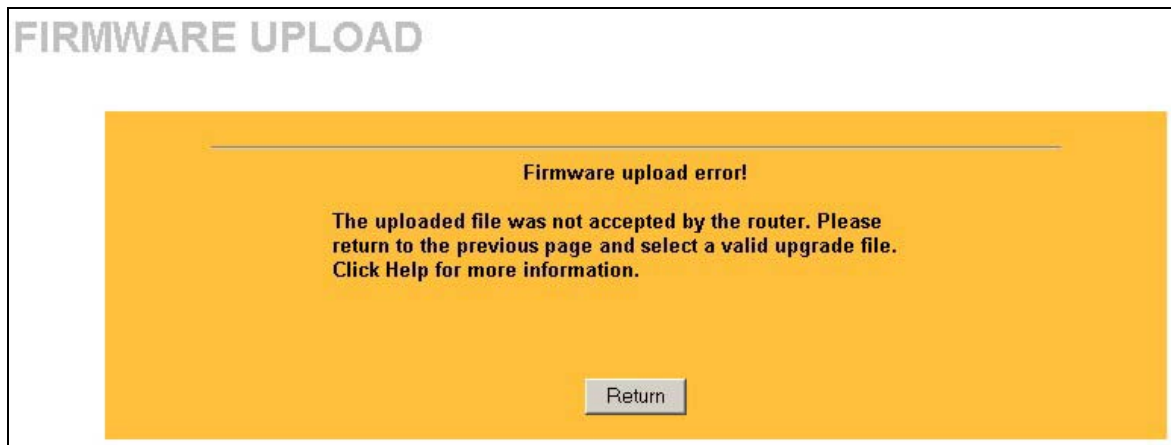 FIRMWARE UPLOAD
Firmware upload error!
The uploaded file was not accepted by the router. Please
return to the previous page and select a valid upgrade file.
Click Help for more information.
Return